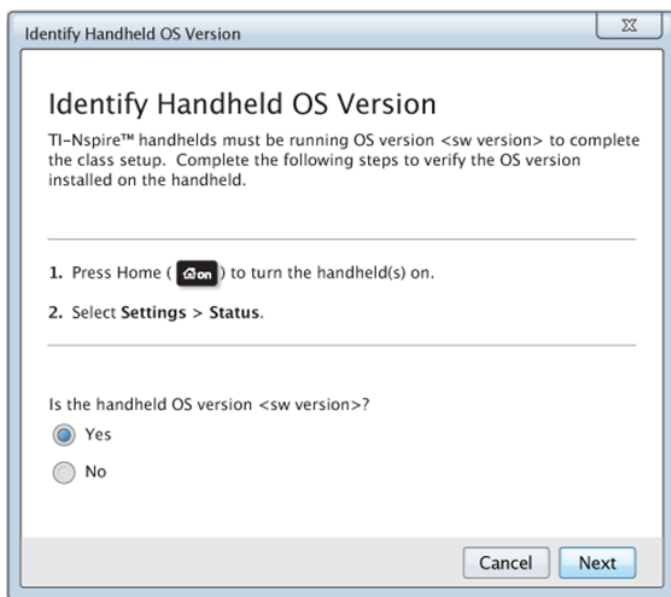 Identify Handheld OS Version
Identify Handheld OS Version
TI-Nspire™ handhelds must be running OS version <sw version> to complete
the class setup. Complete the following steps to verify the OS version
installed on the handheld.
1. Press Home ( on ) to turn the handheld(s) on.
2. Select Settings > Status.
Is the handheld OS version <sw version>?
Yes
No
Cancel Next